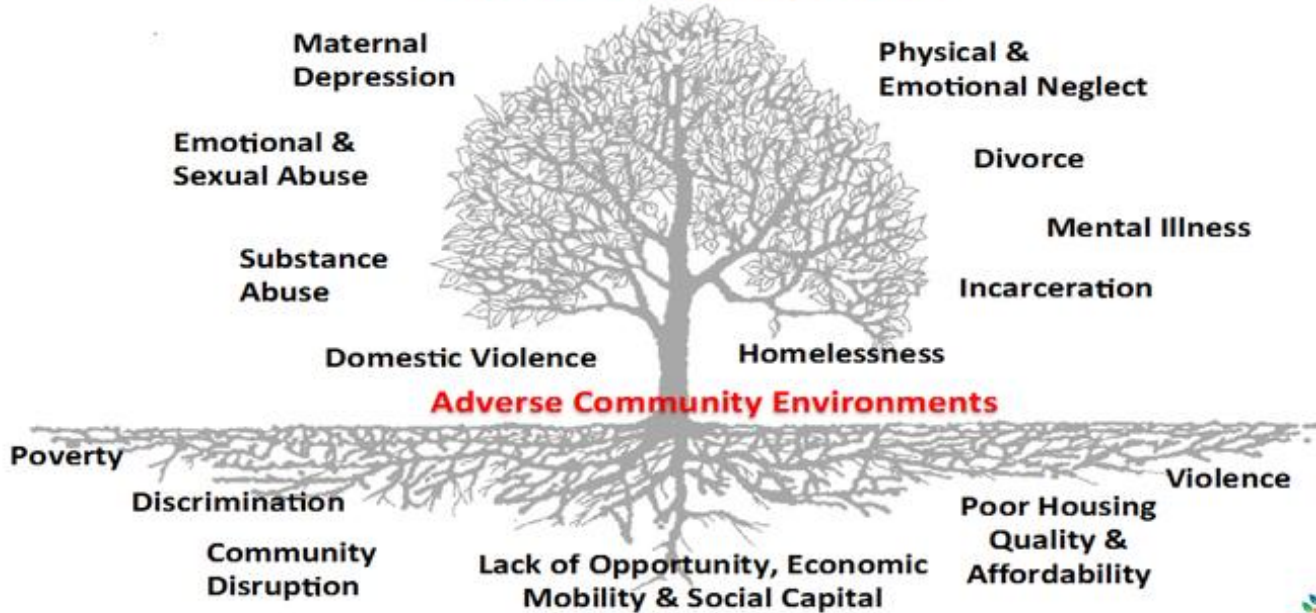 Maternal
Depression
Physical &
Emotional Neglect
Emotional &
Sexual Abuse
Divorce
Mental Illness
Substance
Abuse
Incarceration
Domestic Violence
Homelessness
Adverse Community Environments
Poverty
Violence
Discrimination
Poor Housing
Quality &
Affordability
Community
Disruption
Lack of Opportunity, Economic
Mobility & Social Capital